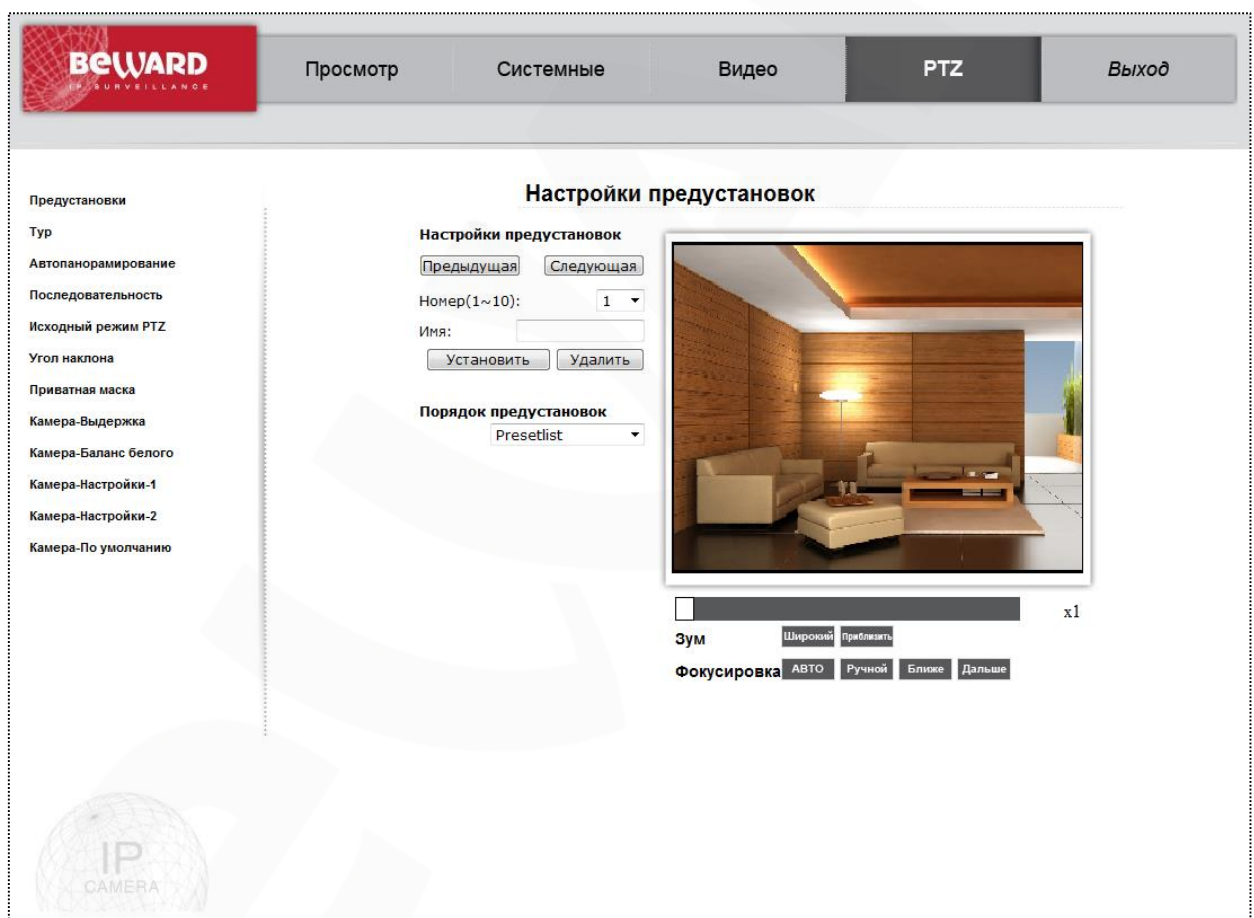 BEWARD
IP SURVEILLANCE
Просмотр
Системные
Видео
PTZ
Выход
Предустановки
Тур
Автопанорамирование
Последовательность
Исходный режим PTZ
Угол наклона
Приватная маска
Камера-Выдержка
Камера-Баланс белого
Камера-Настройки-1
Камера-Настройки-2
Камера-По умолчанию
Настройки предустановок
Настройки предустановок
Предыдущая Следующая
Номер(1~10): 1
Имя:
Установить Удалить
Порядок предустановок
Presetlist
x1
Зум Широкий Приблизить
Фокусировка АВТО Ручной Ближе Дальше
IP
CAMERA